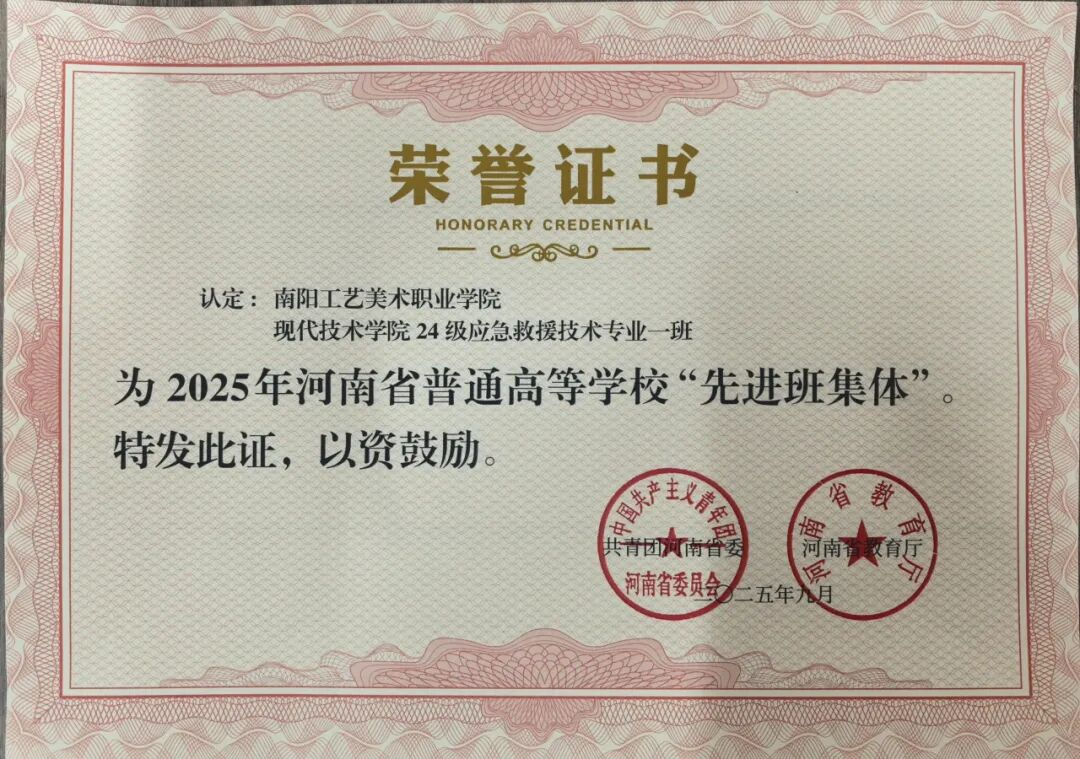 荣誉证书
HONORARY CREDENTIAL
认定：南阳工艺美术职业学院
现代技术学院 24 级应急救援技术专业一班
为 2025年河南省普通高等学校“先进班集体”。
特发此证，以资鼓励。
中国共产主义青年团
河南省委员会
共青团河南省委
河南省教育厅
河南省教育厅
二〇二五年九月